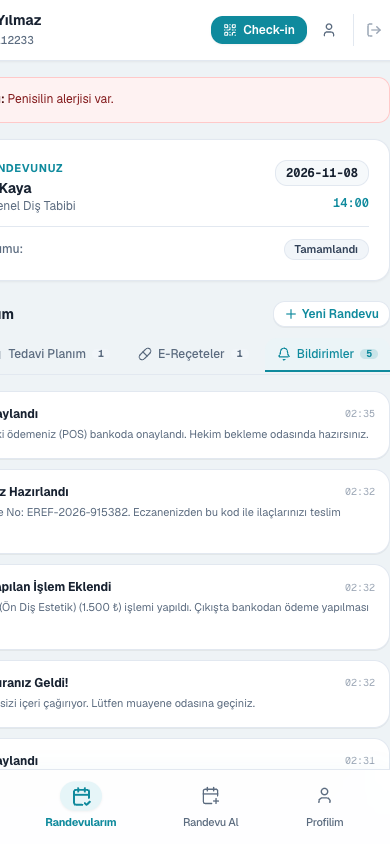 Yılmaz
Check-in
12233
: Penisilin alerjisi var.
NDEVUNUZ
2026-11-08
Kaya
14:00
enel Diş Tabibi
umu:
Tamamlandı
m
Yeni Randevu
Tedavi Planım 1
E-Reçeteler 1
Bildirimler 5
aylandı
02:35
ki ödemeniz (POS) bankoda onaylandı. Hekim bekleme odasında hazırsınız.
z Hazırlandı
02:32
e No: EREF-2026-915382. Eczanenizden bu kod ile ilaçlarınızı teslim
apılan İşlem Eklendi
02:32
(Ön Diş Estetik) (1.500 ₺) işlemi yapıldı. Çıkışta bankodan ödeme yapılması
ıranız Geldi!
02:32
sizi içeri çağırıyor. Lütfen muayene odasına geçiniz.
aylandı
02:31
Randevularım
Randevu Al
Profilim